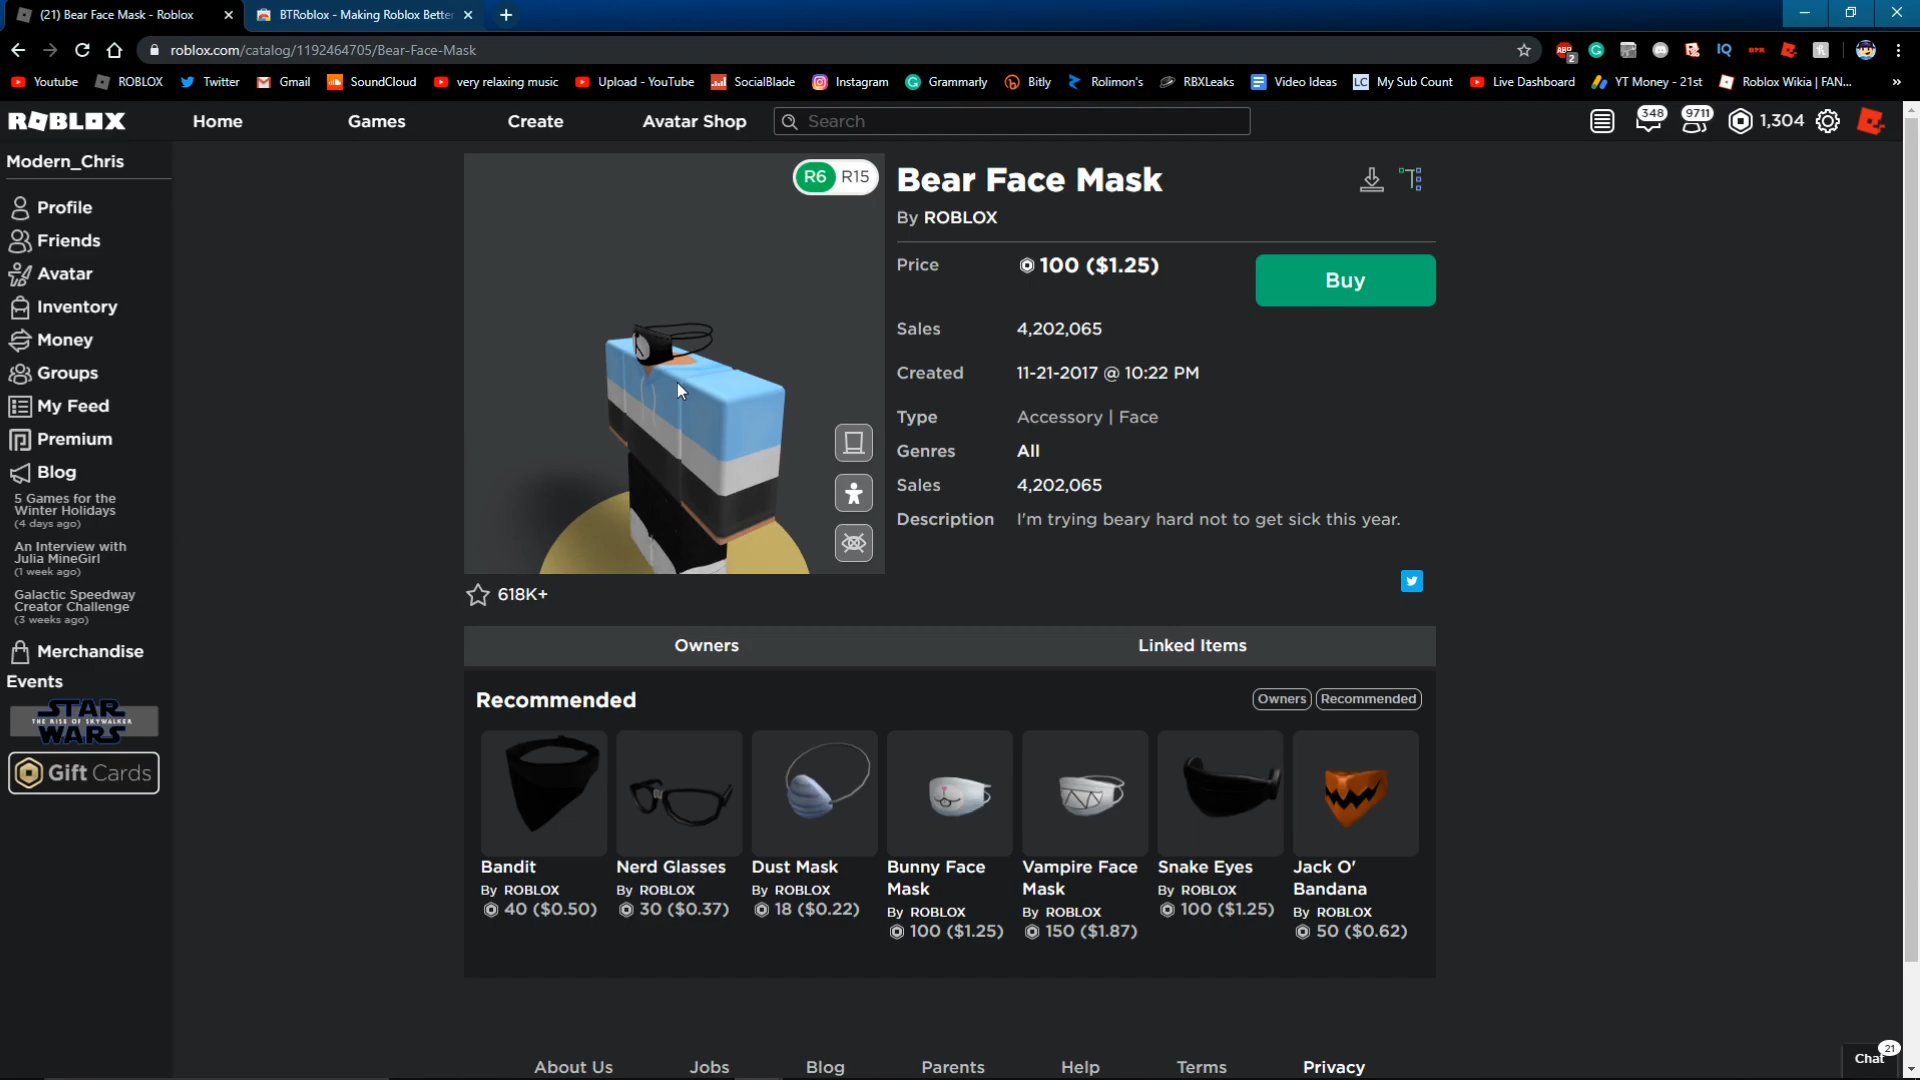 (21) Bear Face Mask - Roblox
BTRoblox - Making Roblox Bette
roblox.com/catalog/1192464705/Bear-Face-Mask
ABP
2
IQ
Youtube
ROBLOX
Twitter
Gmail
SoundCloud
very relaxing music
Upload - YouTube
SocialBlade
Instagram
Grammarly
Bitly
Rolimon's
RBXLeaks
Video Ideas
LC My Sub Count
Live Dashboard
YT Money - 21st
Roblox Wikia | FAN...
»
ROBLOX
Home
Games
Create
Avatar Shop
Search
348
9711
1,304
Modern_Chris
Profile
Friends
Avatar
Inventory
Money
Groups
My Feed
Premium
Blog
5 Games for the
Winter Holidays
(4 days ago)
An Interview with
Julia MineGirl
(1 week ago)
Galactic Speedway
Creator Challenge
(3 weeks ago)
Merchandise
Events
STAR
THE RISE OF SKYWALKER
WARS
Gift Cards
R6 R15
Bear Face Mask
By ROBLOX
Price 100 ($1.25)
Buy
Sales 4,202,065
Created 11-21-2017 @ 10:22 PM
Type Accessory | Face
Genres All
Sales 4,202,065
Description I'm trying beary hard not to get sick this year.
618K+
Owners
Linked Items
Recommended
Owners
Recommended
Bandit
By ROBLOX
40 ($0.50)
Nerd Glasses
By ROBLOX
30 ($0.37)
Dust Mask
By ROBLOX
18 ($0.22)
Bunny Face
Mask
By ROBLOX
100 ($1.25)
Vampire Face
Mask
By ROBLOX
150 ($1.87)
Snake Eyes
By ROBLOX
100 ($1.25)
Jack O'
Bandana
By ROBLOX
50 ($0.62)
About Us
Jobs
Blog
Parents
Help
Terms
Privacy
Chat
21